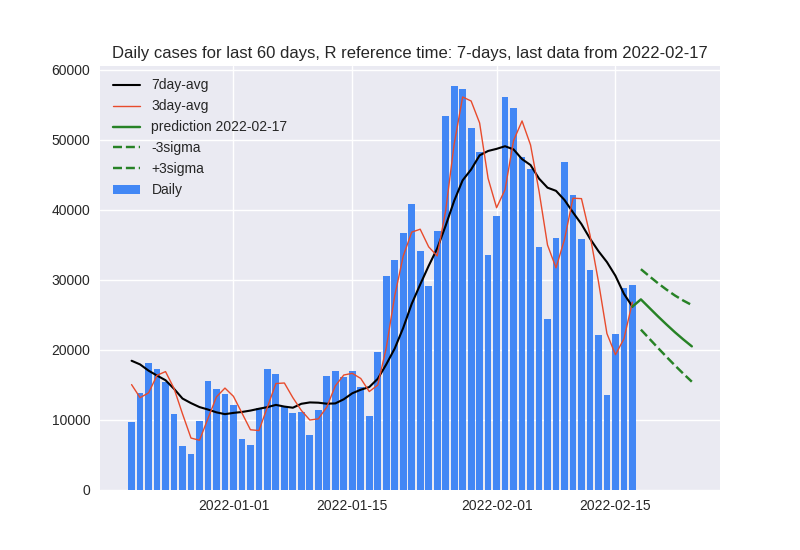 Daily cases for last 60 days, R reference time: 7-days, last data from 2022-02-17
60000
50000
40000
30000
20000
10000
0
7day-avg
3day-avg
prediction 2022-02-17
-3sigma
+3sigma
Daily
2022-01-01
2022-01-15
2022-02-01
2022-02-15